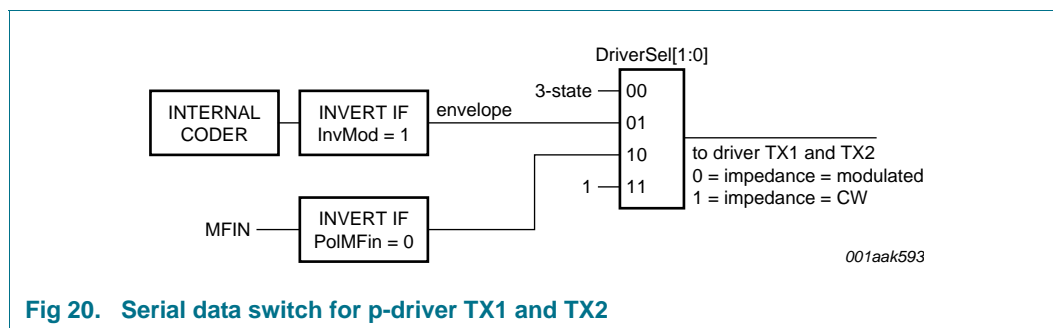 DriverSel[1:0]
3-state
00
INTERNAL
CODER
INVERT IF
InvMod = 1
envelope
01
10
1
11
to driver TX1 and TX2
0 = impedance = modulated
1 = impedance = CW
MFIN
INVERT IF
PolMFin = 0
001aak593
Fig 20. Serial data switch for p-driver TX1 and TX2